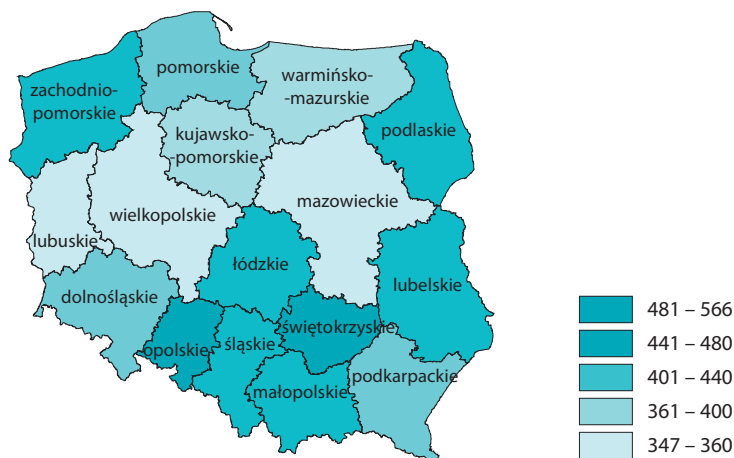 pomorskie
warmińsko-
-mazurskie
zachodnio-
pomorskie
podlaskie
kujawsko-
-pomorskie
mazowieckie
wielkopolskie
lubuskie
łódzkie
lubelskie
dolnośląskie
świętokrzyskie
opolskie
śląskie
podkarpackie
małopolskie
481 – 566
441 – 480
401 – 440
361 – 400
347 – 360